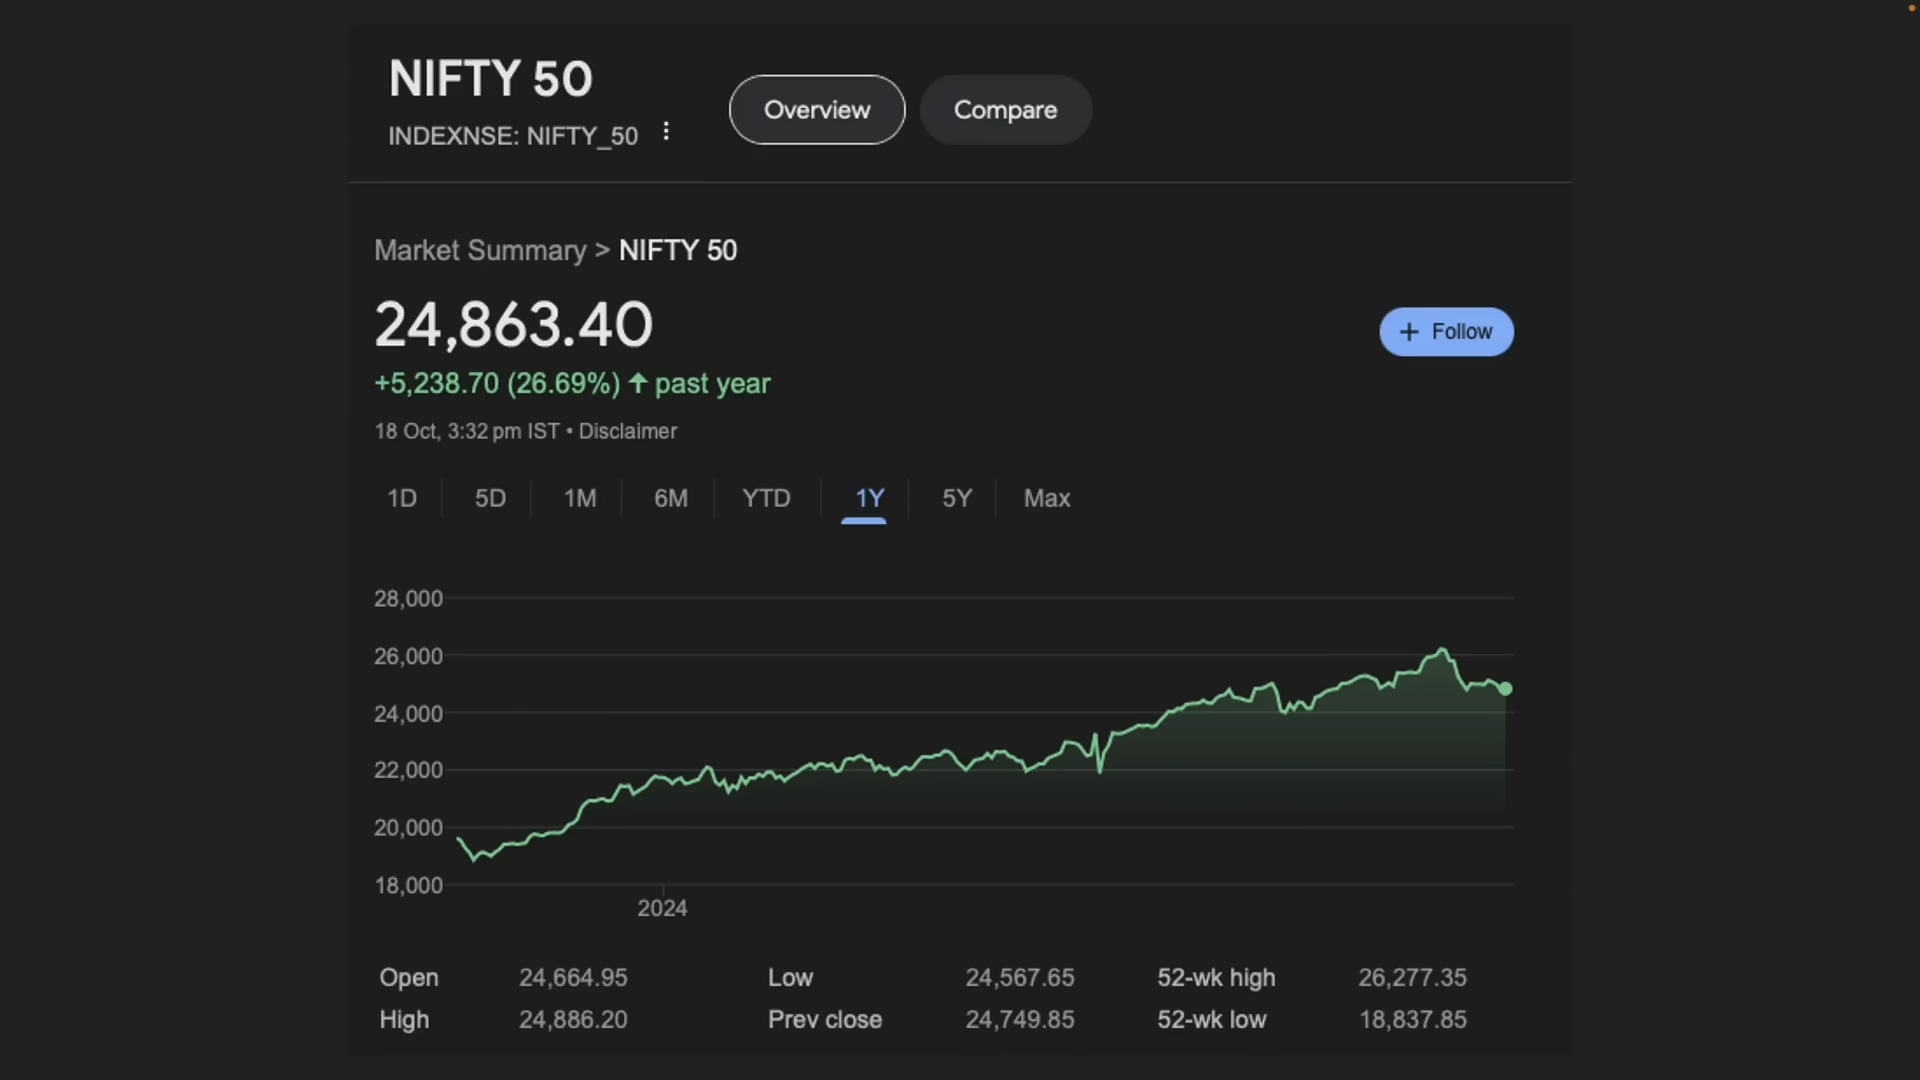 NIFTY 50
INDEXNSE: NIFTY_50
Overview
Compare
Market Summary > NIFTY 50
24,863.40
+ Follow
+5,238.70 (26.69%) ↑ past year
18 Oct, 3:32 pm IST • Disclaimer
1D 5D 1M 6M YTD 1Y 5Y Max
28,000
26,000
24,000
22,000
20,000
18,000
2024
Open 24,664.95 Low 24,567.65 52-wk high 26,277.35
High 24,886.20 Prev close 24,749.85 52-wk low 18,837.85